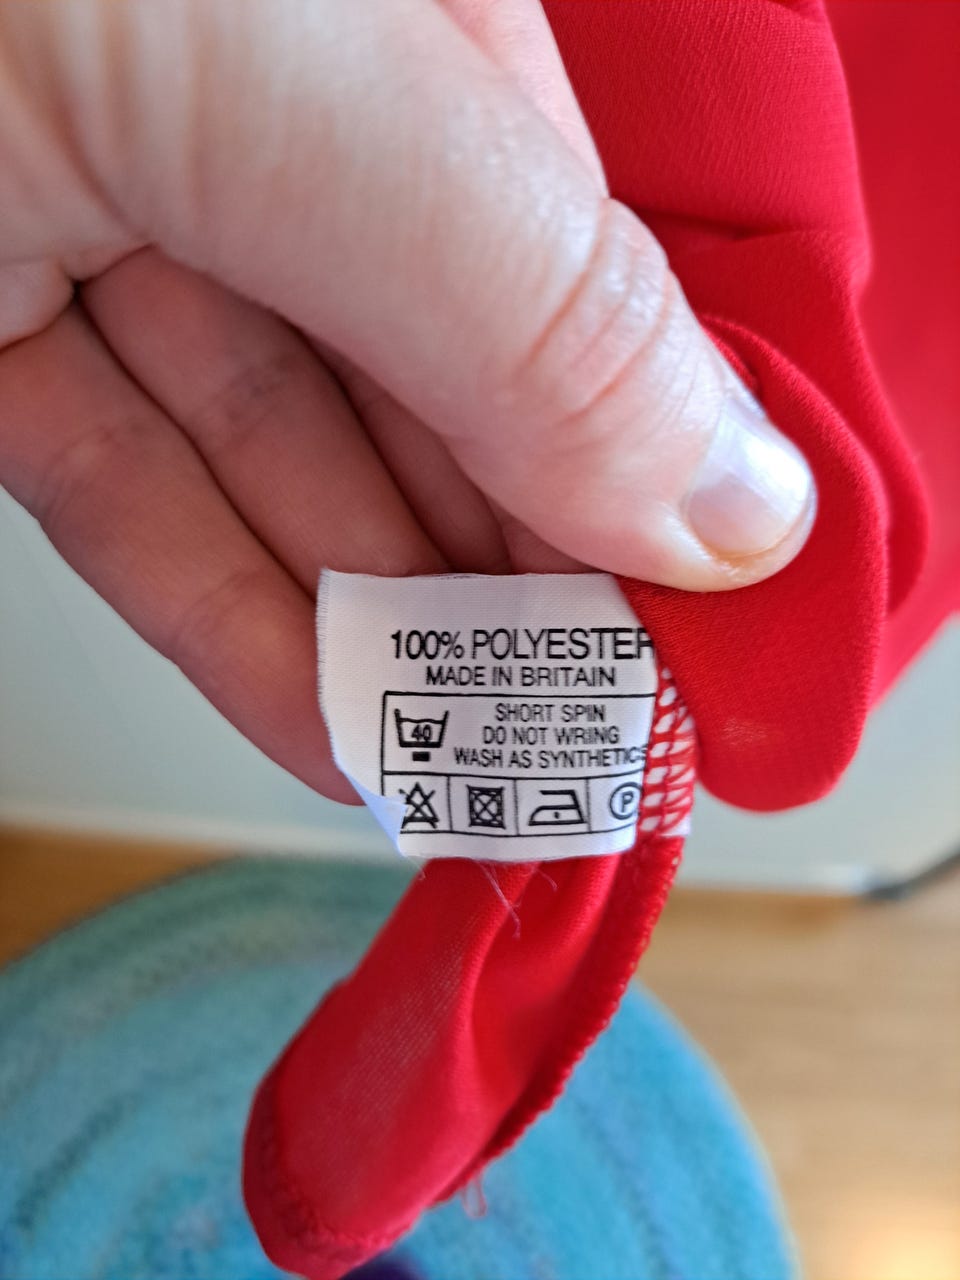 100% POLYESTER
MADE IN BRITAIN
40
SHORT SPIN
DO NOT WRING
WASH AS SYNTHETICS
P